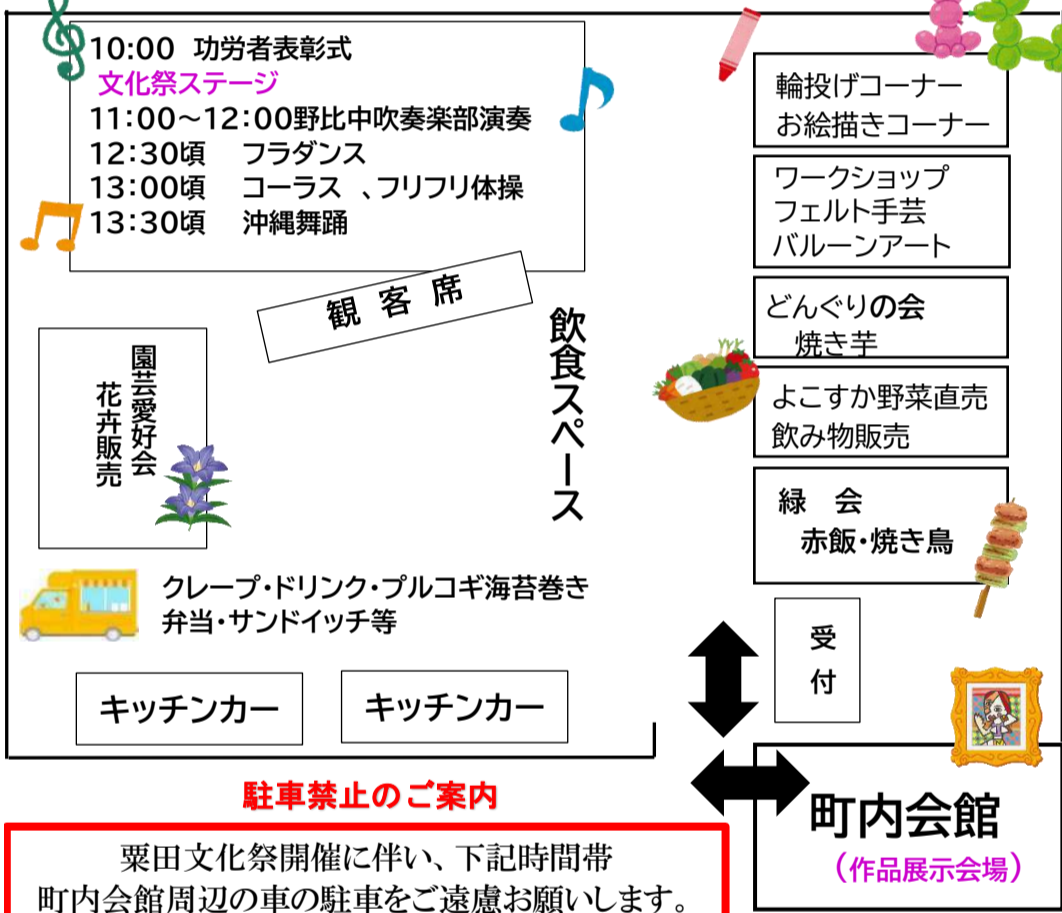 10:00 功労者表彰式
文化祭ステージ
11:00～12:00野比中吹奏楽部演奏
12:30頃 フラダンス
13:00頃 コーラス 、フリフリ体操
13:30頃 沖縄舞踊
輪投げコーナー
お絵描きコーナー
ワークショップ
フェルト手芸
バルーンアート
どんぐりの会
焼き芋
よこすか野菜直売
飲み物販売
緑 会
赤飯・焼き鳥
観 客 席
飲食スペース
園芸愛好会
花卉販売
クレープ・ドリンク・プルコギ海苔巻き
弁当・サンドイッチ等
キッチンカー
キッチンカー
受付
町内会館
（作品展示会場）
駐車禁止のご案内
粟田文化祭開催に伴い、下記時間帯
町内会館周辺の車の駐車をご遠慮お願いします。